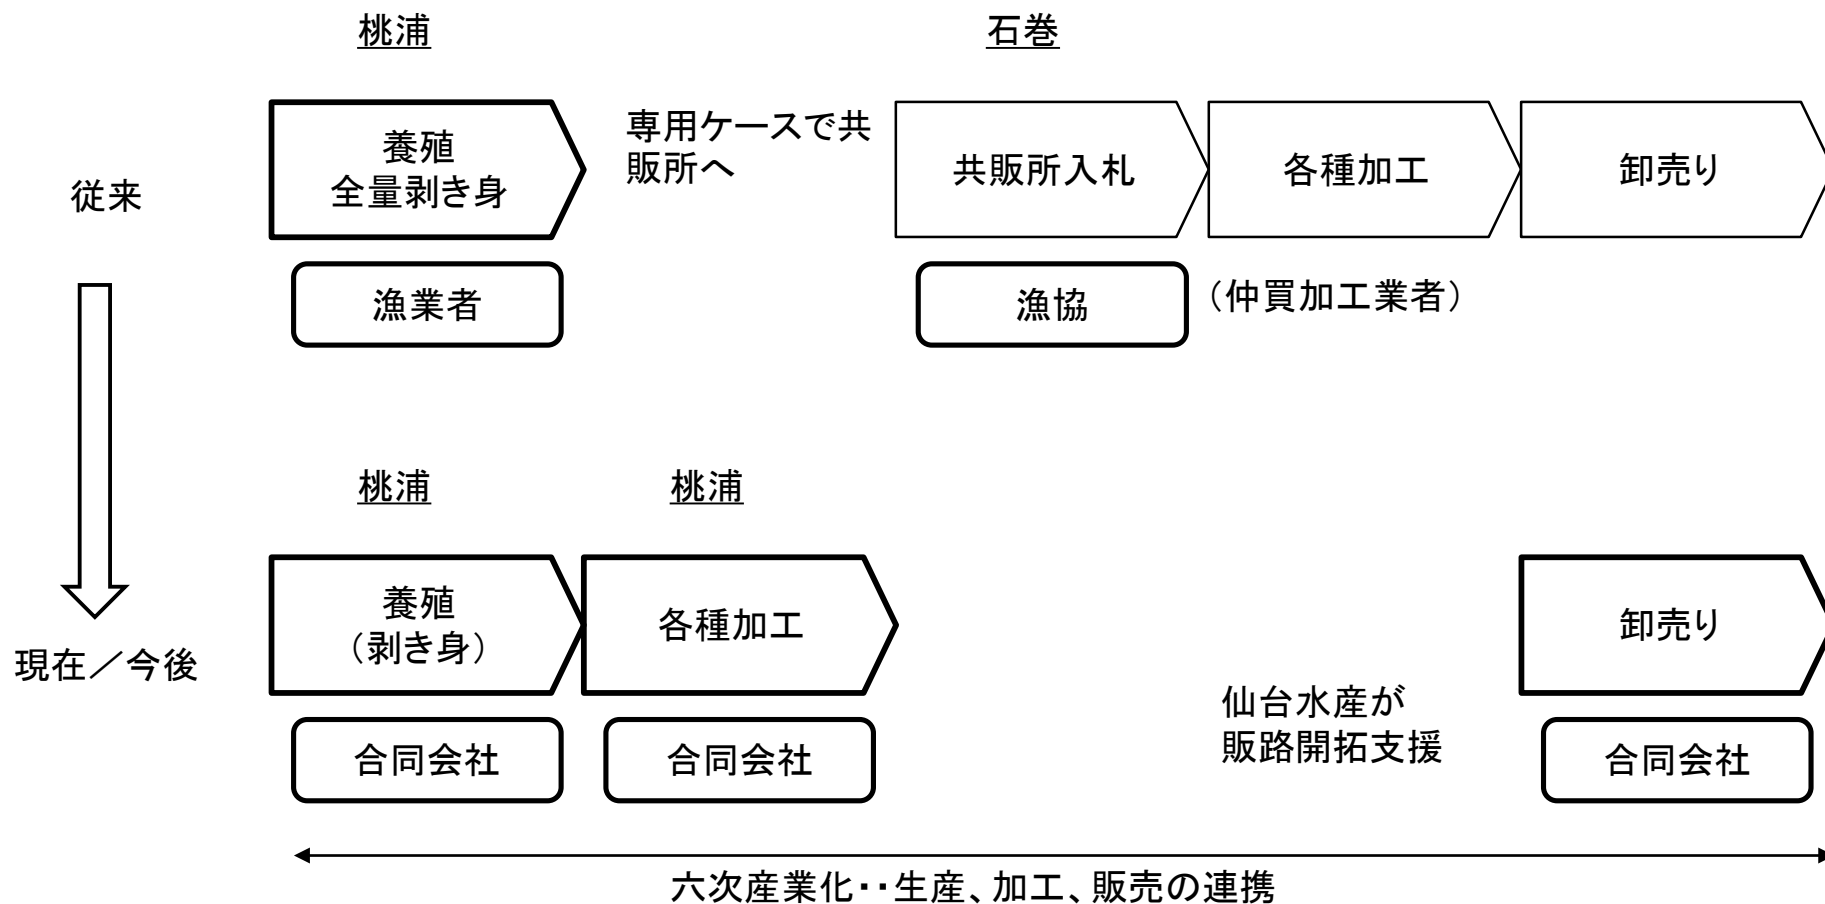 桃浦
石巻
養殖
全量剥き身
専用ケースで共
販所へ
共販所入札
各種加工
卸売り
従来
漁業者
漁協
（仲買加工業者）
桃浦
桃浦
養殖
（剥き身）
各種加工
卸売り
現在／今後
仙台水産が
販路開拓支援
合同会社
合同会社
合同会社
六次産業化・・生産、加工、販売の連携